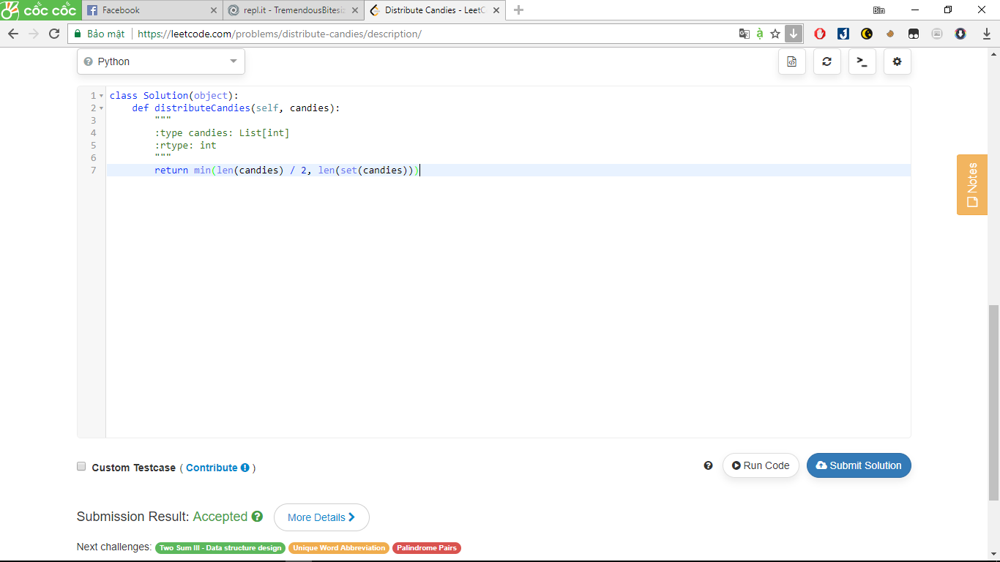 cốc cốc
Facebook
repl.it - TremendousBitesiz
Distribute Candies - LeetC
Bin
Bảo mật
https://leetcode.com/problems/distribute-candies/description/
Python
1 class Solution(object):
2 def distributeCandies(self, candies):
3 """
4 :type candies: List[int]
5 :rtype: int
6 """
7 return min(len(candies) / 2, len(set(candies)))
Notes
Custom Testcase ( Contribute )
Run Code
Submit Solution
Submission Result: Accepted
More Details
Next challenges: Two Sum III - Data structure design Unique Word Abbreviation Palindrome Pairs